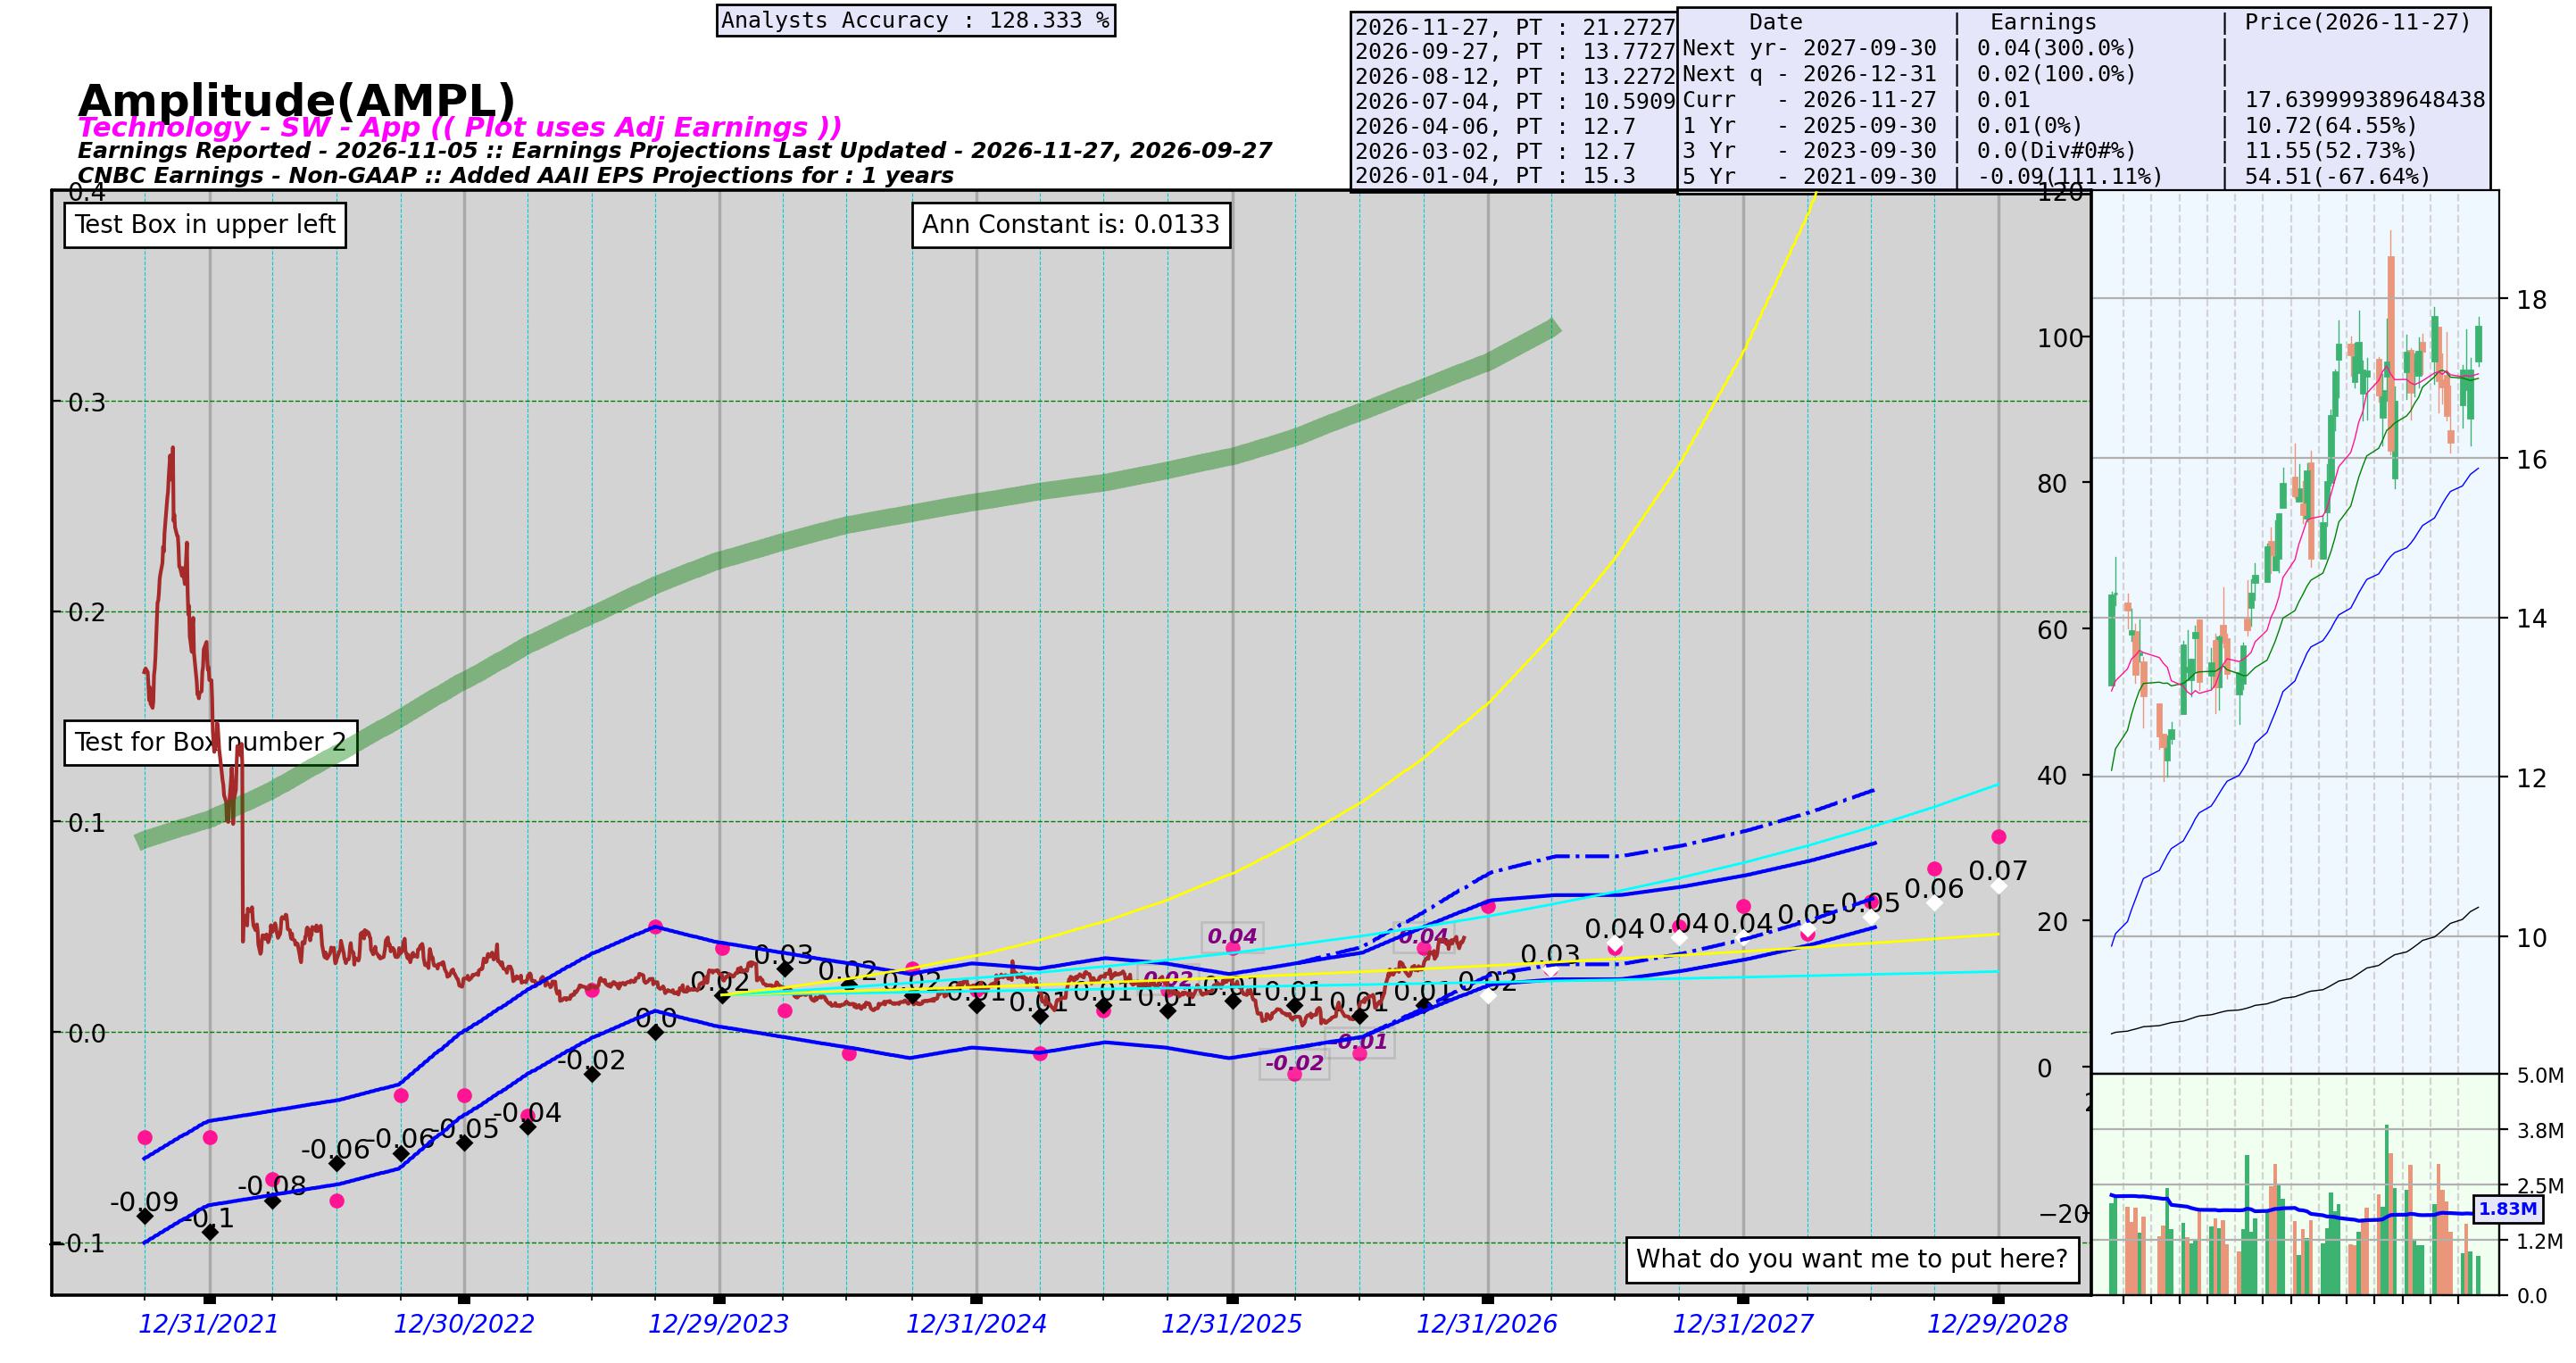 Analysts Accuracy : 128.333 %
2026-11-27, PT : 21.2727
2026-09-27, PT : 13.7727
2026-08-12, PT : 13.2272
2026-07-04, PT : 10.5909
2026-04-06, PT : 12.7
2026-03-02, PT : 12.7
2026-01-04, PT : 15.3
Date | Earnings | Price(2026-11-27)
Next yr- 2027-09-30 | 0.04(300.0%) |
Next q - 2026-12-31 | 0.02(100.0%) |
Curr - 2026-11-27 | 0.01 | 17.639999389648438
1 Yr - 2025-09-30 | 0.01(0%) | 10.72(64.55%)
3 Yr - 2023-09-30 | 0.0(Div#0#%) | 11.55(52.73%)
5 Yr - 2021-09-30 | -0.09(111.11%) | 54.51(-67.64%)
Amplitude(AMPL)
Technology - SW - App (( Plot uses Adj Earnings ))
Earnings Reported - 2026-11-05 :: Earnings Projections Last Updated - 2026-11-27, 2026-09-27
CNBC Earnings - Non-GAAP :: Added AAII EPS Projections for : 1 years
Test Box in upper left
Ann Constant is: 0.0133
Test for Box number 2
What do you want me to put here?
0.4
0.3
0.2
0.1
0.0
−0.1
120
100
80
60
40
20
0
−20
18
16
14
12
10
5.0M
3.8M
2.5M
1.83M
1.2M
0.0
-0.09
-0.1
-0.08
-0.06
-0.06
-0.05
-0.04
-0.02
0.0
0.02
0.03
0.02
0.02
0.01
0.01
0.01
0.01
0.01
0.01
0.01
0.01
0.02
0.03
0.04
0.04
0.04
0.05
0.05
0.06
0.07
0.02
0.04
-0.02
-0.01
0.04
12/31/2021
12/30/2022
12/29/2023
12/31/2024
12/31/2025
12/31/2026
12/31/2027
12/29/2028